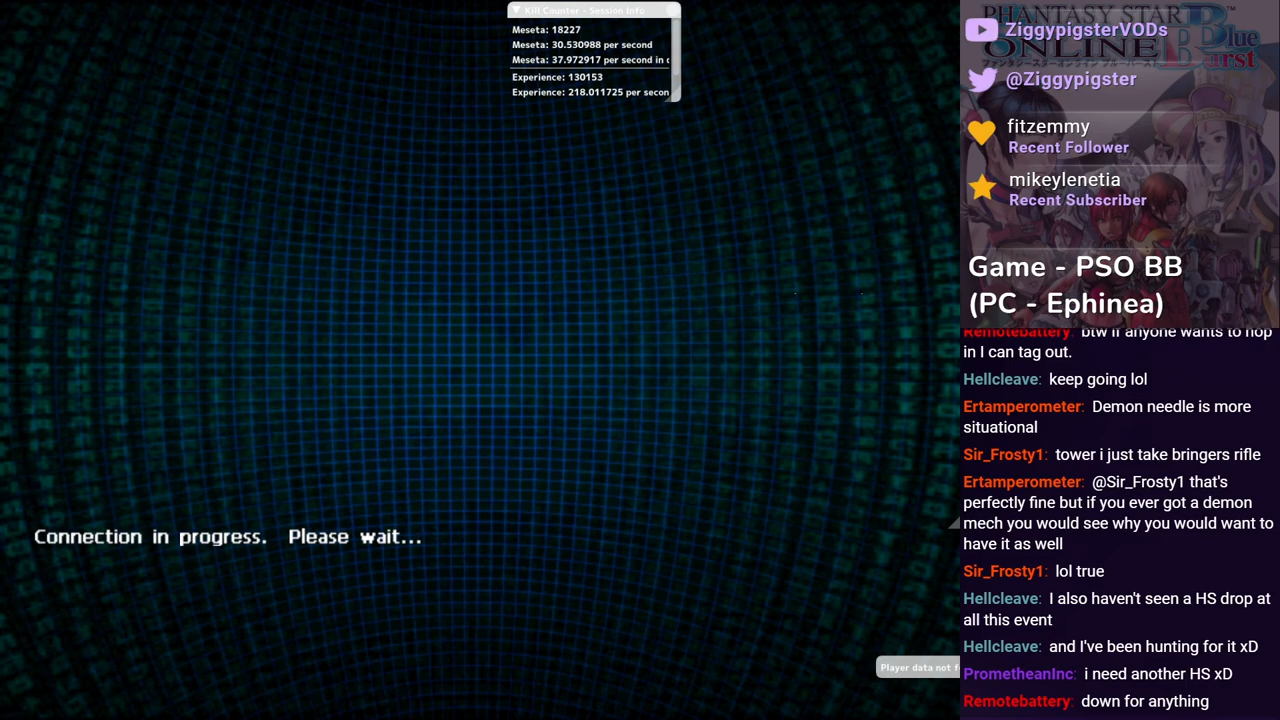 Kill Counter - Session Info
Meseta: 18227
Meseta: 30.530988 per second
Meseta: 37.972917 per second in
Experience: 130153
Experience: 218.011725 per secon
Connection in progress.  Please wait...
Player data not f
PHANTASY STAR
ONLINE Blue Burst
ZiggypigsterVODs
@Ziggypigster
fitzemmy
Recent Follower
mikeylenetia
Recent Subscriber
Game - PSO BB
(PC - Ephinea)
Remotebattery: btw if anyone wants to hop
in I can tag out.
Hellcleave: keep going lol
Ertamperometer: Demon needle is more
situational
Sir_Frosty1: tower i just take bringers rifle
Ertamperometer: @Sir_Frosty1 that's
perfectly fine but if you ever got a demon
mech you would see why you would want to
have it as well
Sir_Frosty1: lol true
Hellcleave: I also haven't seen a HS drop at
all this event
Hellcleave: and I've been hunting for it xD
PrometheanInc: i need another HS xD
Remotebattery: down for anything